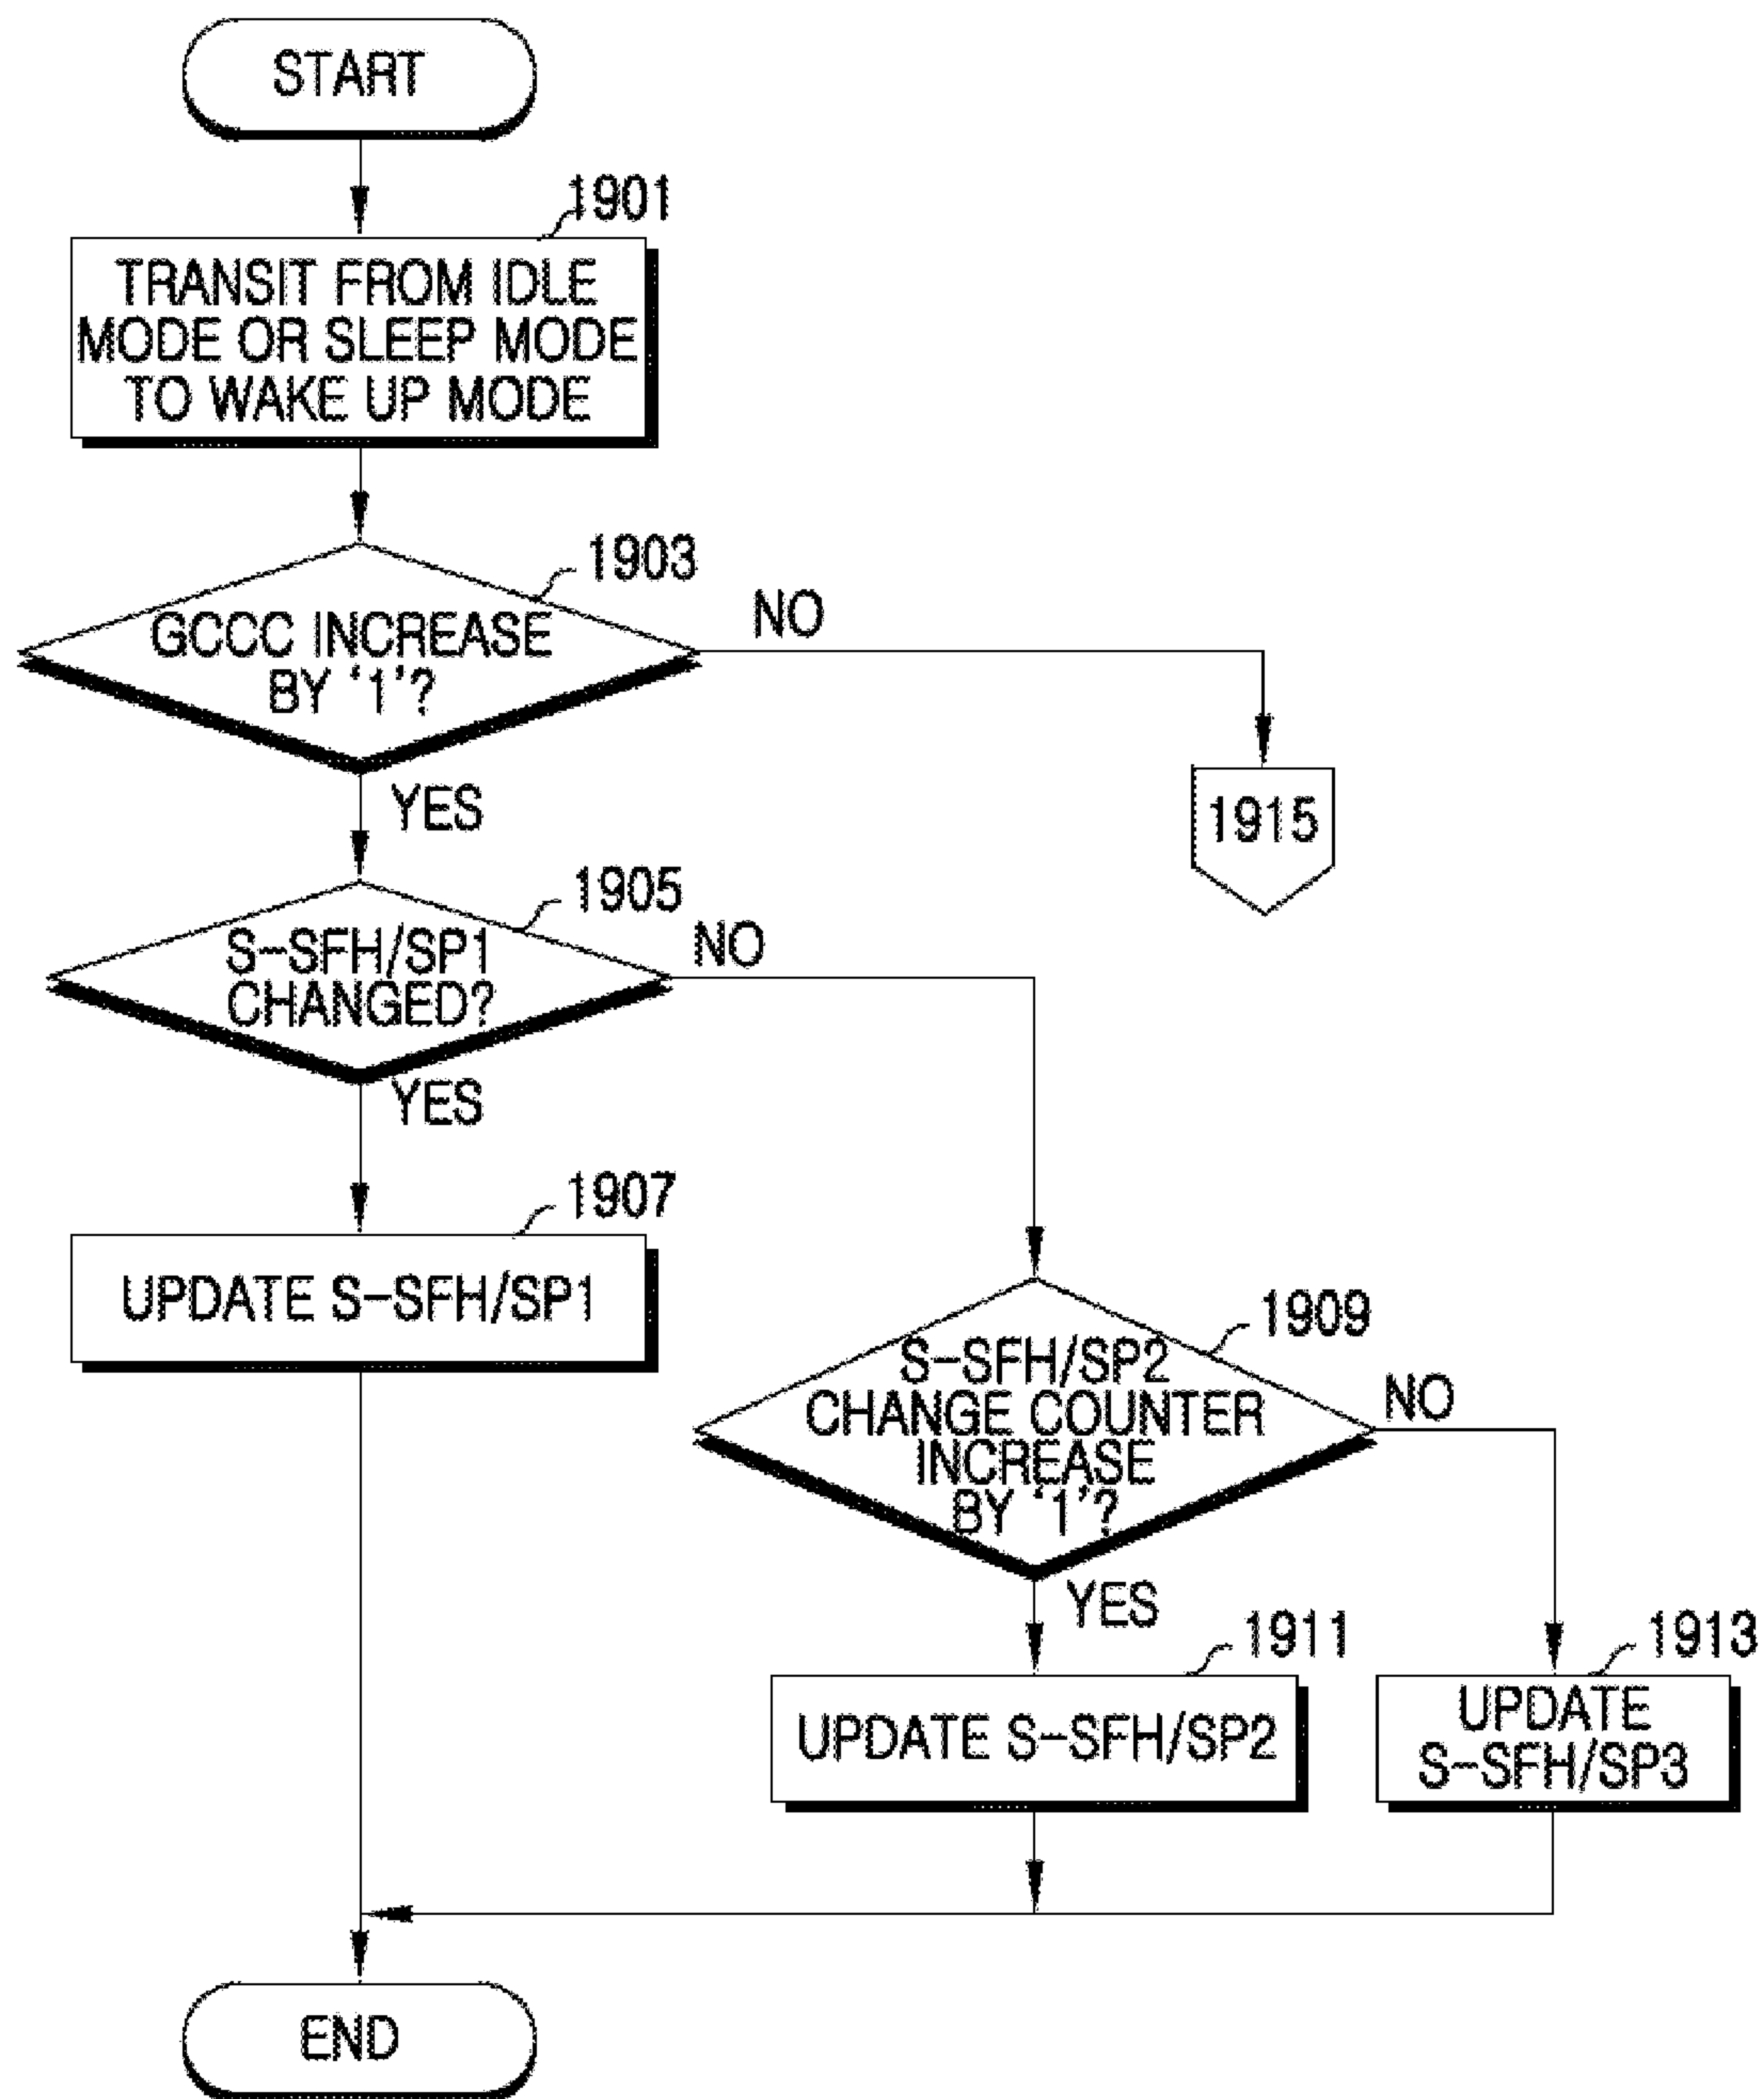 START
1901
TRANSIT FROM IDLE
MODE OR SLEEP MODE
TO WAKE UP MODE
1903
GCCC INCREASE
BY ‘1’?
NO
YES
1915
1905
S-SFH/SP1
CHANGED?
NO
YES
1907
UPDATE S-SFH/SP1
1909
S-SFH/SP2
CHANGE COUNTER
INCREASE
BY ‘1’?
NO
YES
1911
UPDATE S-SFH/SP2
1913
UPDATE
S-SFH/SP3
END